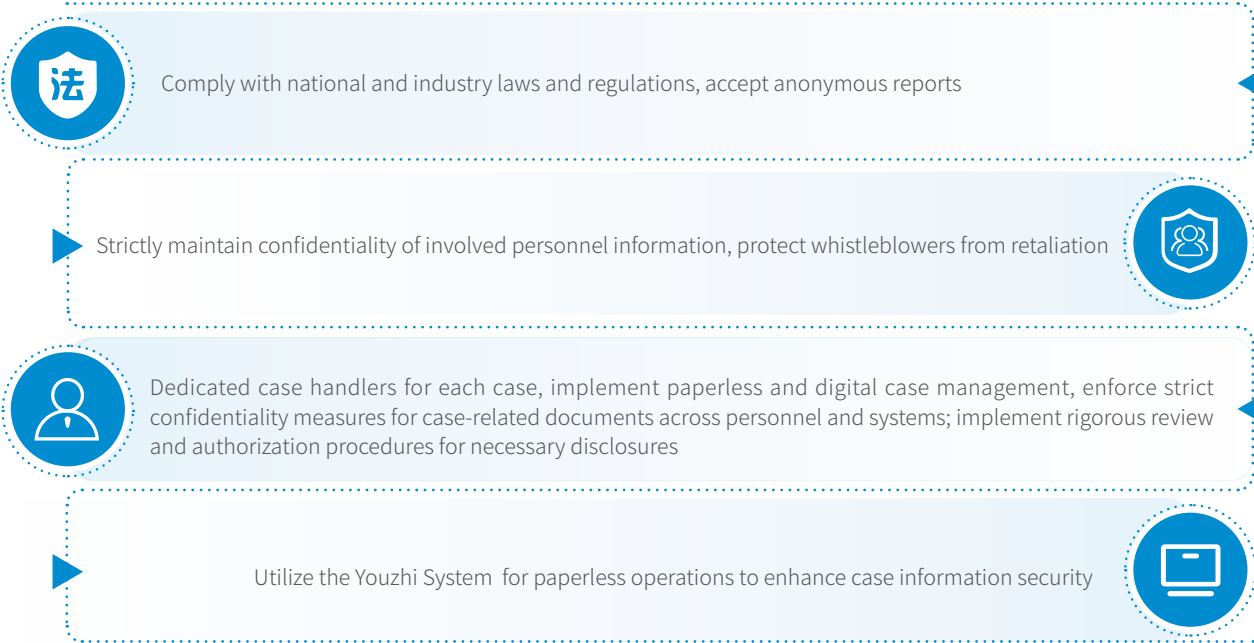 法
Comply with national and industry laws and regulations, accept anonymous reports
Strictly maintain confidentiality of involved personnel information, protect whistleblowers from retaliation
Dedicated case handlers for each case, implement paperless and digital case management, enforce strict
confidentiality measures for case-related documents across personnel and systems; implement rigorous review
and authorization procedures for necessary disclosures
Utilize the Youzhi System for paperless operations to enhance case information security